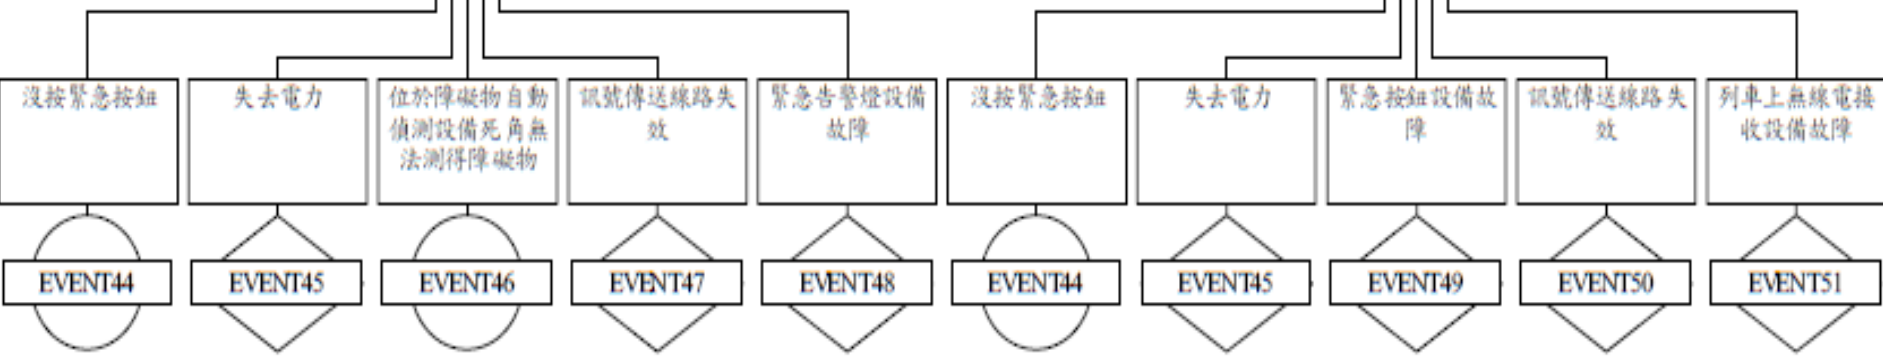 沒按緊急按鈕
失去電力
位於障礙物自動
偵測設備死角無
法測得障礙物
訊號傳送線路失
效
緊急告警燈設備
故障
沒按緊急按鈕
失去電力
緊急按鈕設備故
障
訊號傳送線路失
效
列車上無線電接
收設備故障
EVENT44
EVENT45
EVENT46
EVENT47
EVENT48
EVENT44
EVENT45
EVENT49
EVENT50
EVENT51